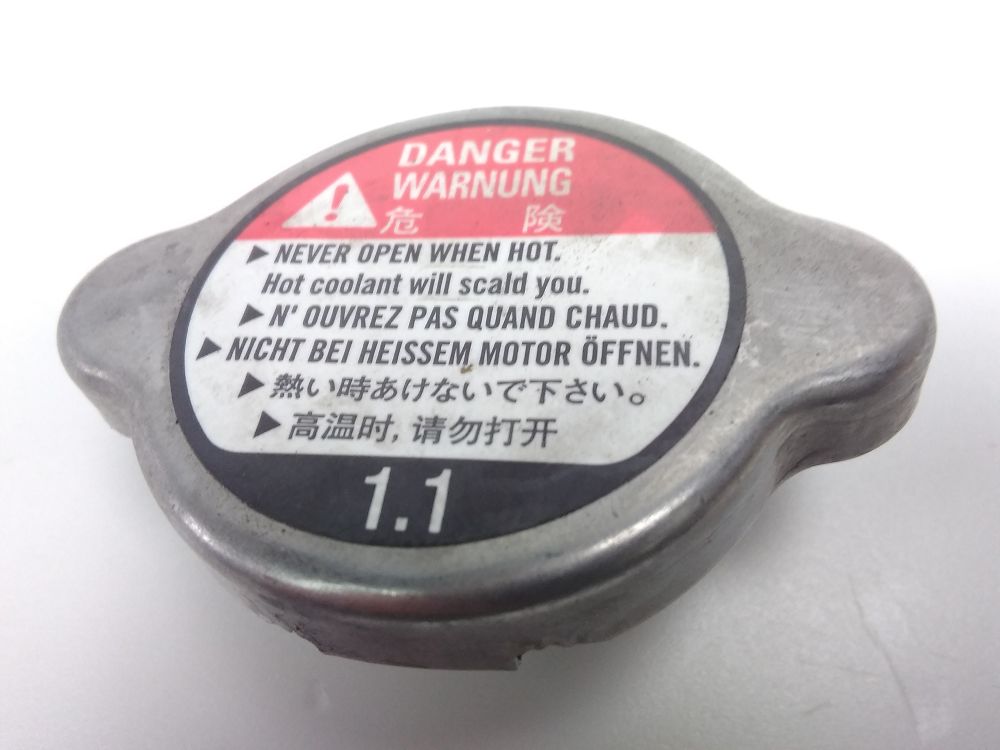 DANGER
WARNUNG
危 険
▶ NEVER OPEN WHEN HOT.
Hot coolant will scald you.
▶ N' OUVREZ PAS QUAND CHAUD.
▶ NICHT BEI HEISSEM MOTOR ÖFFNEN.
▶ 熱い時あけないで下さい。
▶ 高温时,请勿打开
1.1